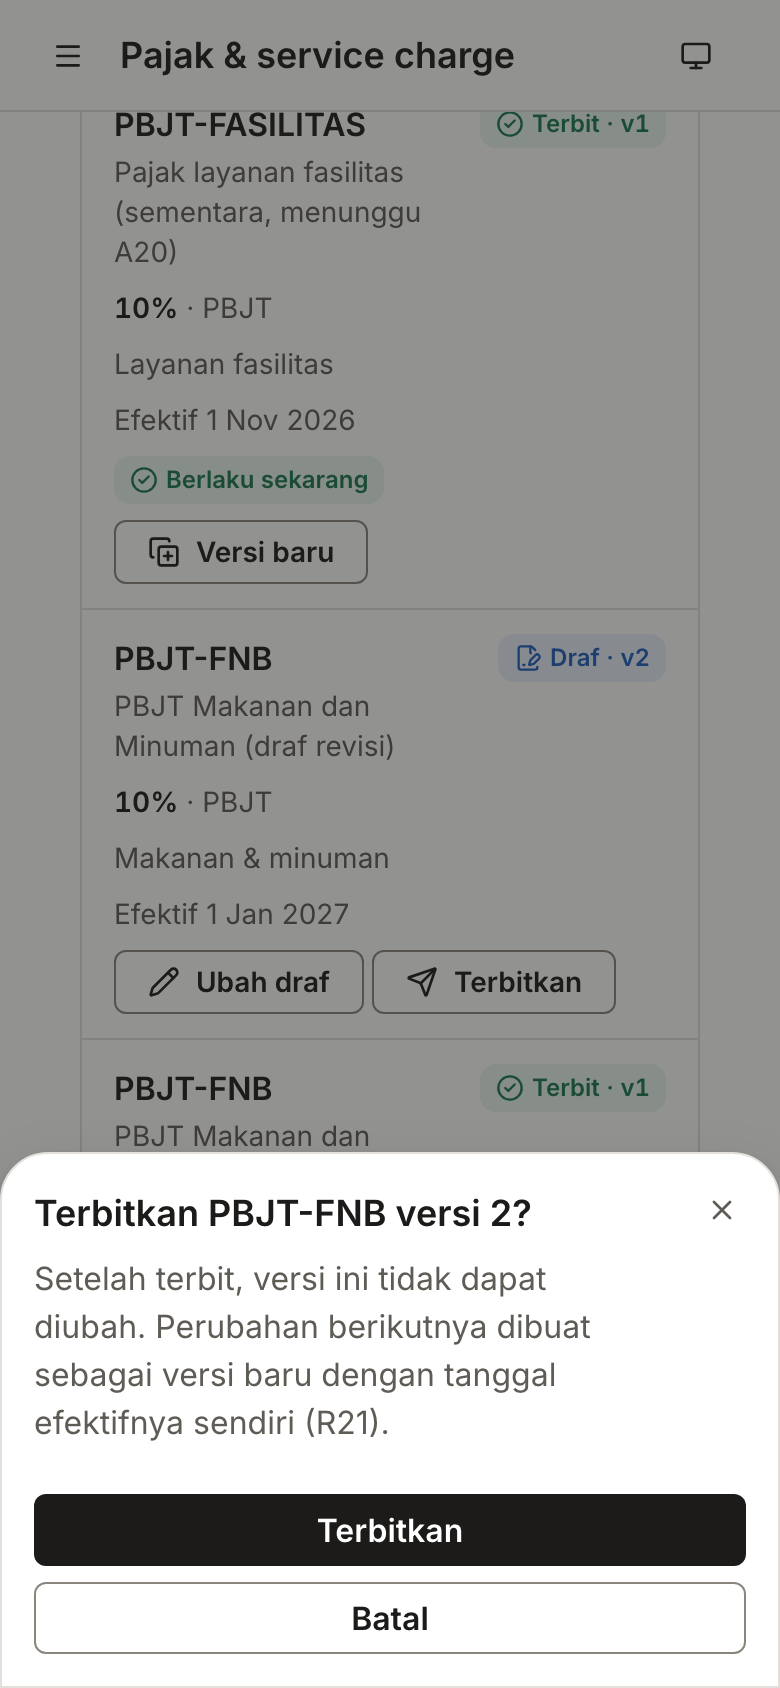 Pajak & service charge
PBJT-FASILITAS
Terbit · v1
Pajak layanan fasilitas
(sementara, menunggu
A20)
10% · PBJT
Layanan fasilitas
Efektif 1 Nov 2026
Berlaku sekarang
Versi baru
PBJT-FNB
Draf · v2
PBJT Makanan dan
Minuman (draf revisi)
10% · PBJT
Makanan & minuman
Efektif 1 Jan 2027
Ubah draf
Terbitkan
PBJT-FNB
Terbit · v1
PBJT Makanan dan
Terbitkan PBJT-FNB versi 2?
Setelah terbit, versi ini tidak dapat
diubah. Perubahan berikutnya dibuat
sebagai versi baru dengan tanggal
efektifnya sendiri (R21).
Terbitkan
Batal